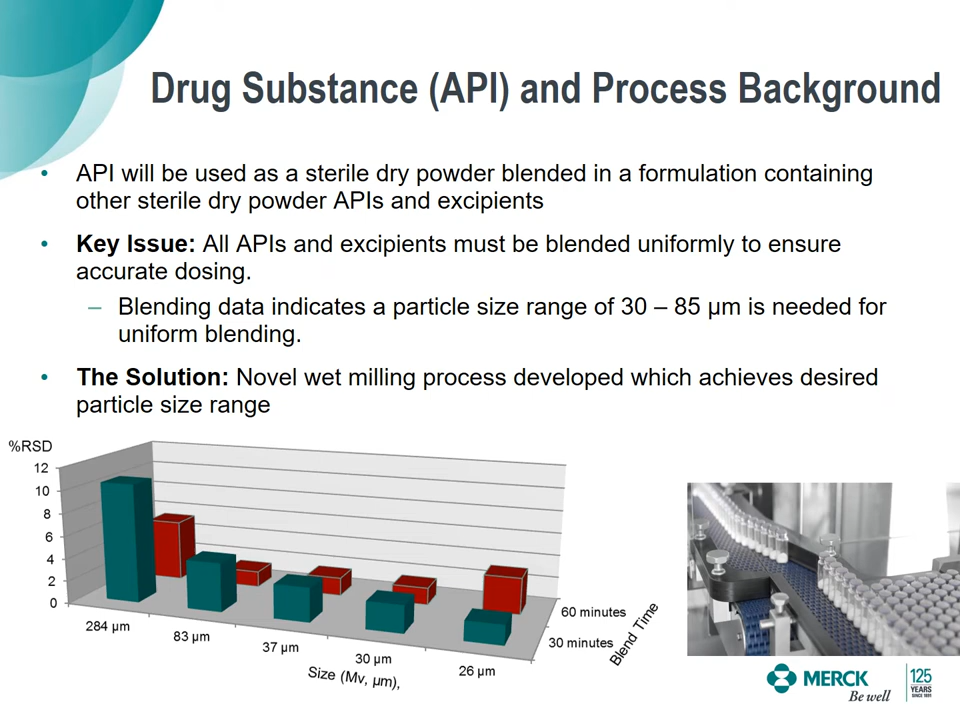 Drug Substance (API) and Process Background
• API will be used as a sterile dry powder blended in a formulation containing
other sterile dry powder APIs and excipients
• Key Issue: All APIs and excipients must be blended uniformly to ensure
accurate dosing.
– Blending data indicates a particle size range of 30 – 85 µm is needed for
uniform blending.
• The Solution: Novel wet milling process developed which achieves desired
particle size range
%RSD
12
10
8
6
4
2
0
284 µm
83 µm
37 µm
30 µm
26 µm
Size (Mv, µm),
60 minutes
30 minutes
Blend Time
MERCK
Be well
125
YEARS
SINCE 1891